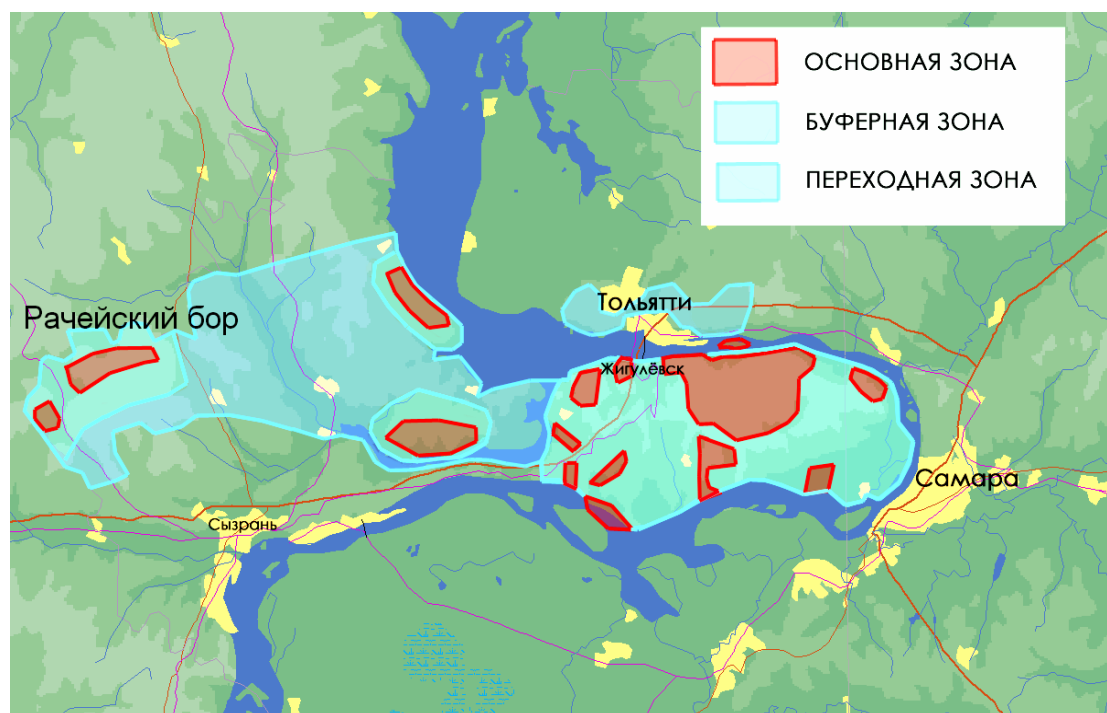 ОСНОВНАЯ ЗОНА
БУФЕРНАЯ ЗОНА
ПЕРЕХОДНАЯ ЗОНА
Тольятти
Рачейский бор
Жигулёвск
Самара
Сызрань